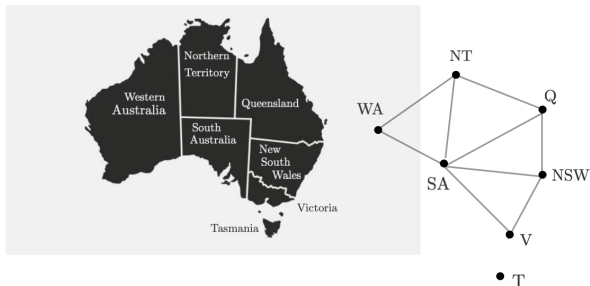 Northern
Territory
Western
Australia
Queensland
South
Australia
New
South
Wales
Victoria
Tasmania
NT
Q
WA
SA
NSW
V
T